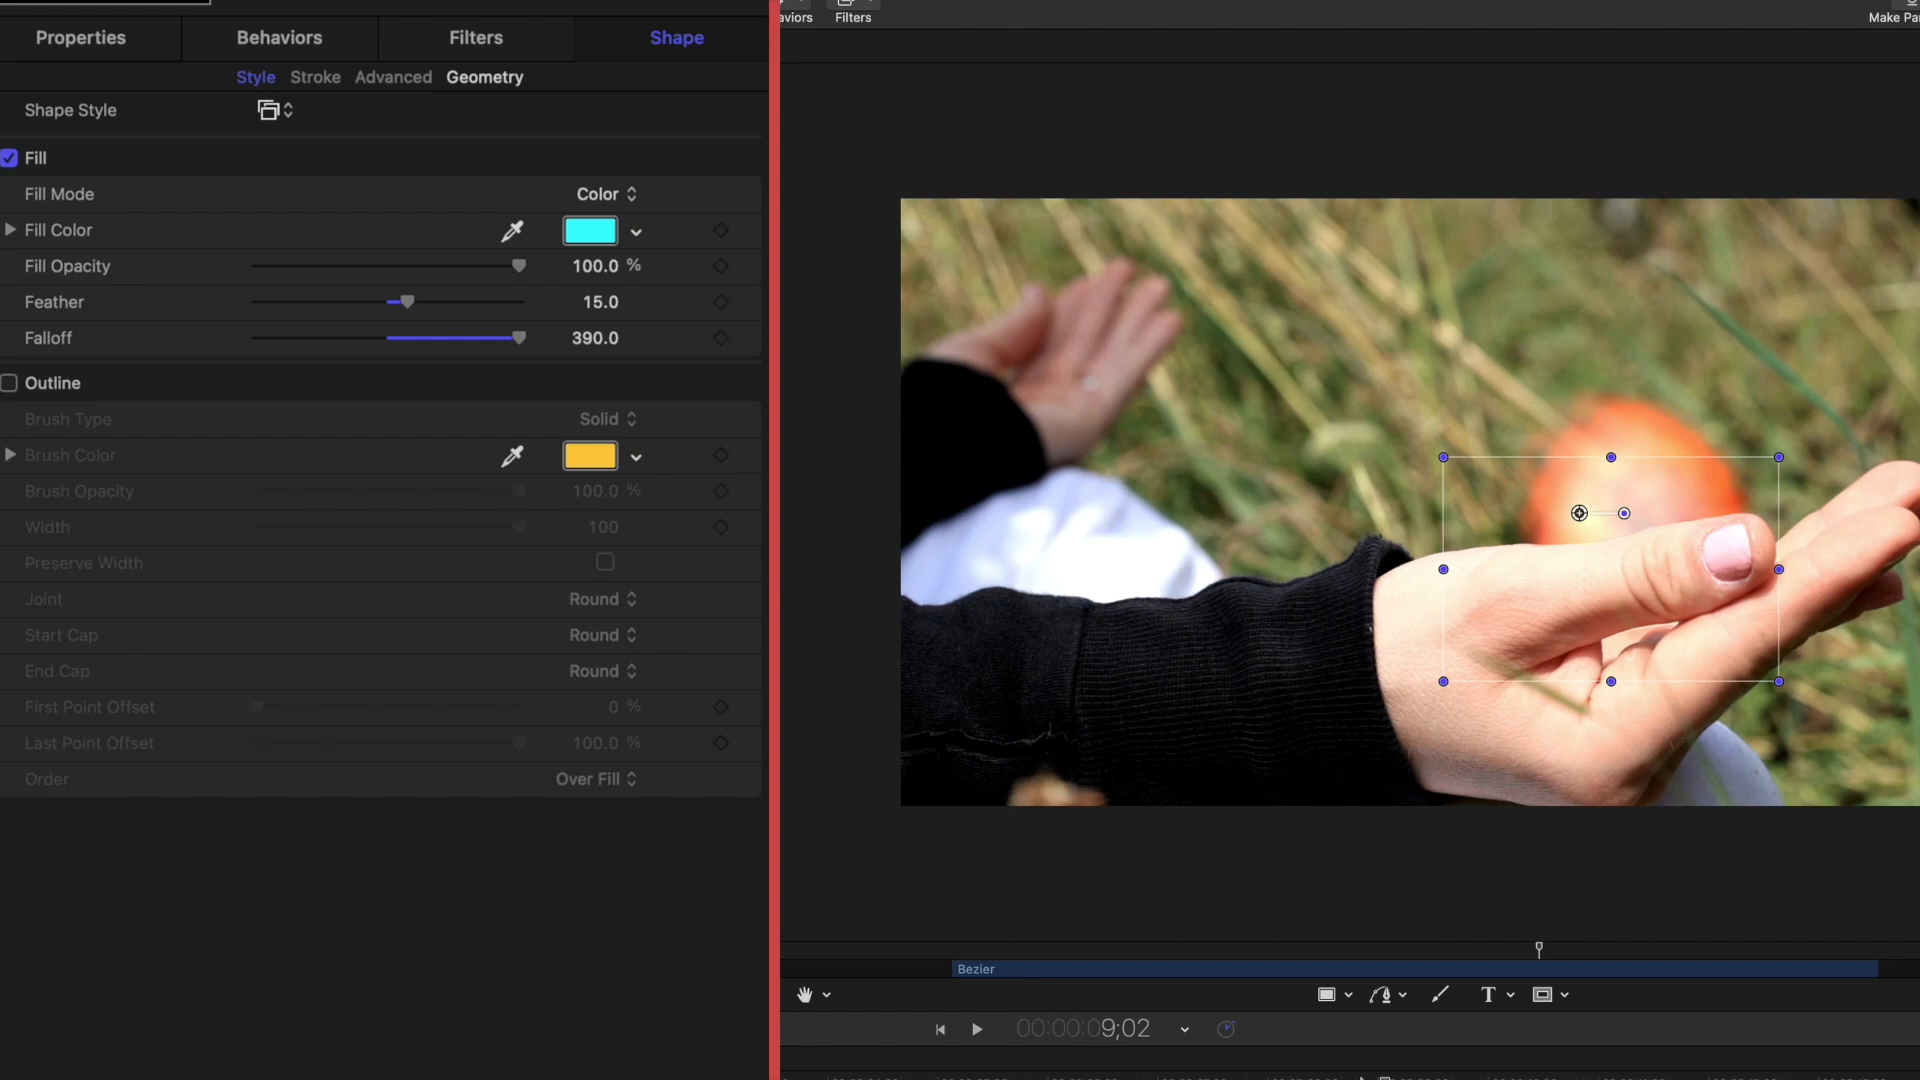 Properties Behaviors Filters Shape
Style Stroke Advanced Geometry
Shape Style
Fill
Fill Mode Color
Fill Color
Fill Opacity 100.0 %
Feather 15.0
Falloff 390.0
Outline
Brush Type Solid
Brush Color
Brush Opacity 100.0 %
Width 100
Preserve Width
Joint Round
Start Cap Round
End Cap Round
First Point Offset 0 %
Last Point Offset 100.0 %
Order Over Fill
aviors Filters Make Par
Bezier
T
00:00:09;02